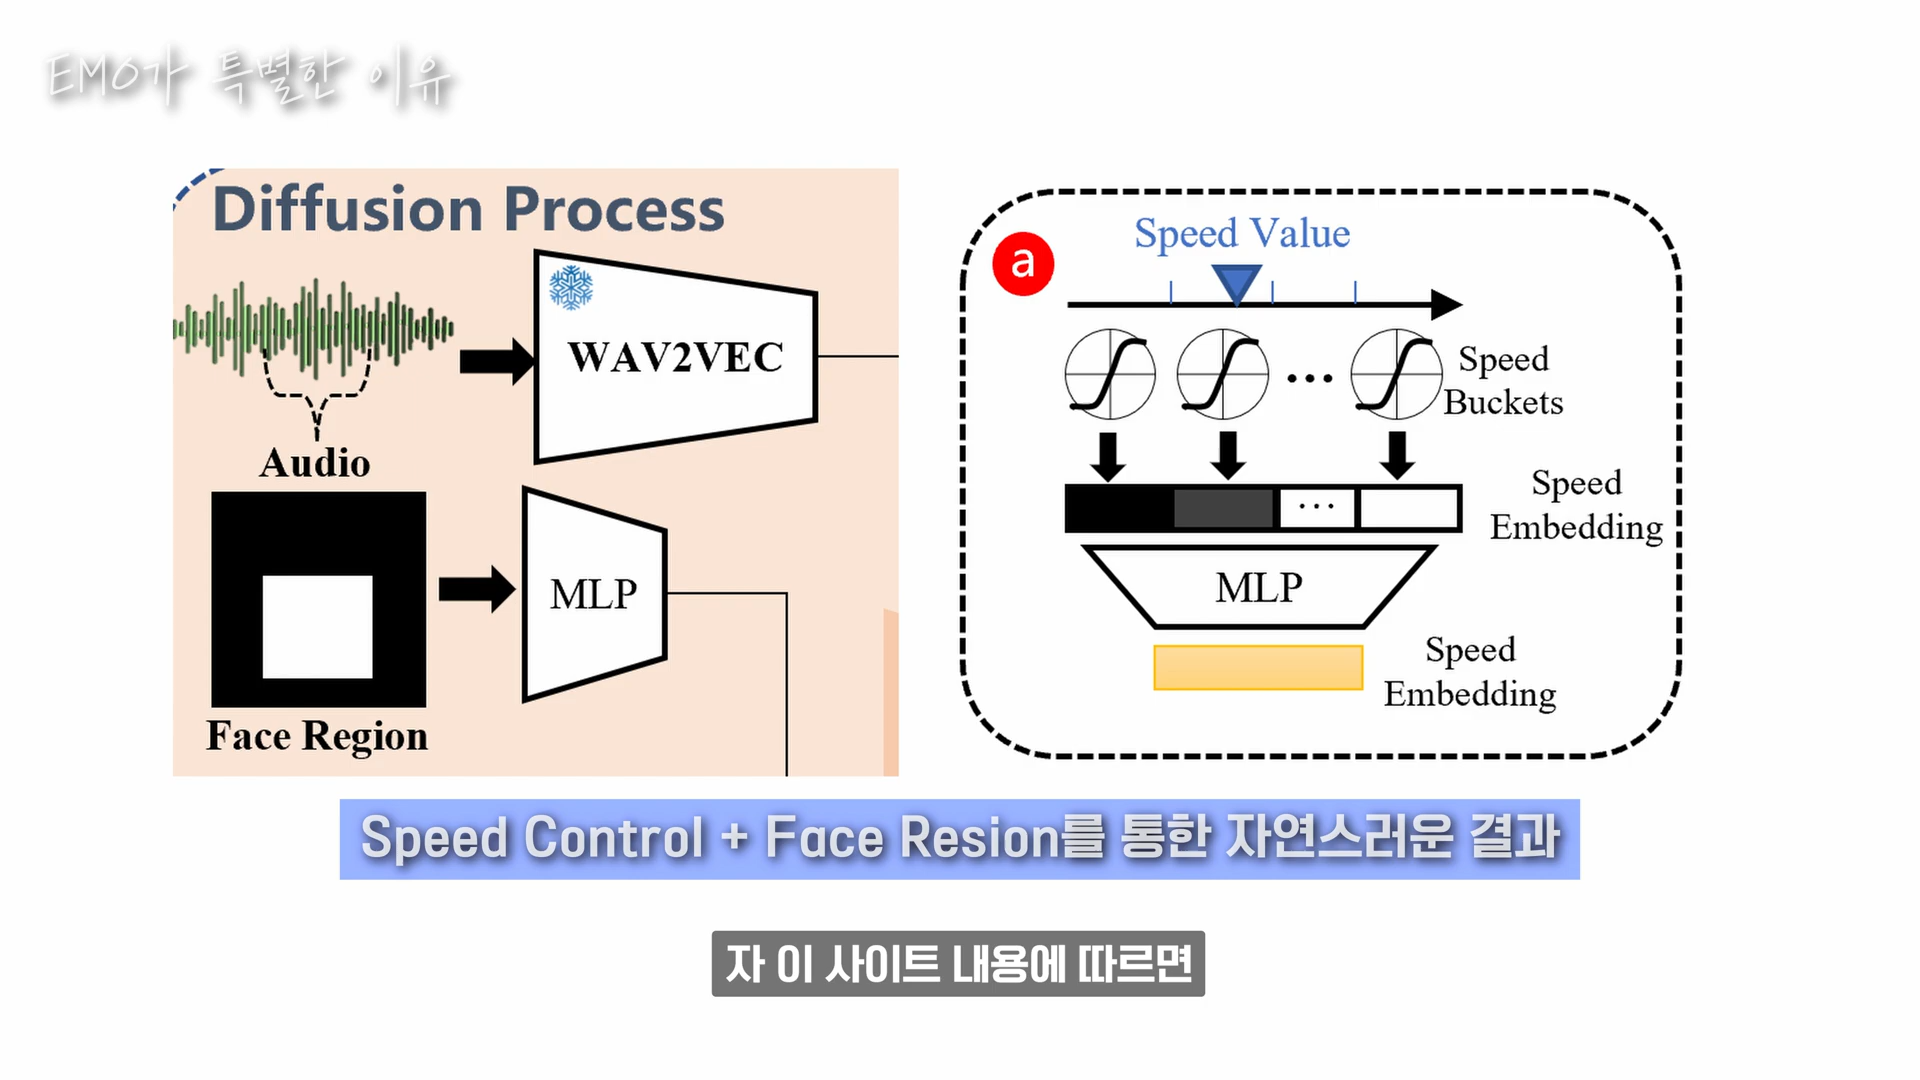 EMO가 특별한 이유
Diffusion Process
WAV2VEC
Audio
MLP
Face Region
a
Speed Value
Speed
Buckets
...
Speed
Embedding
...
MLP
Speed
Embedding
Speed Control + Face Resion를 통한 자연스러운 결과
자 이 사이트 내용에 따르면